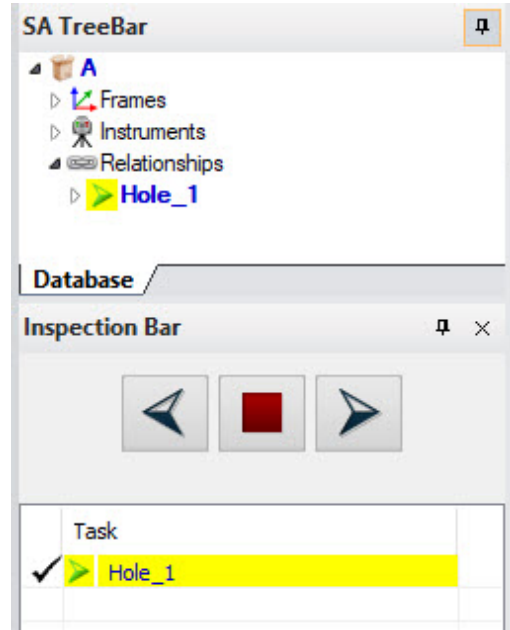 SA TreeBar
A
Frames
Instruments
Relationships
Hole_1
Database
Inspection Bar
Task
Hole_1